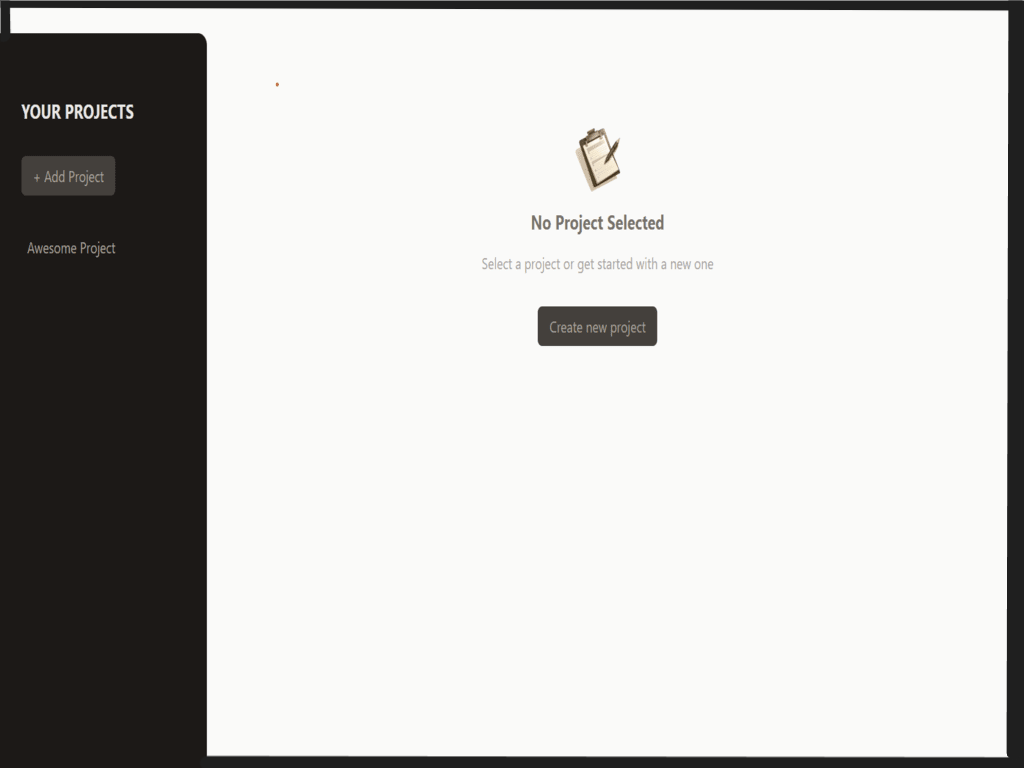 YOUR PROJECTS
+ Add Project
Awesome Project
No Project Selected
Select a project or get started with a new one
Create new project